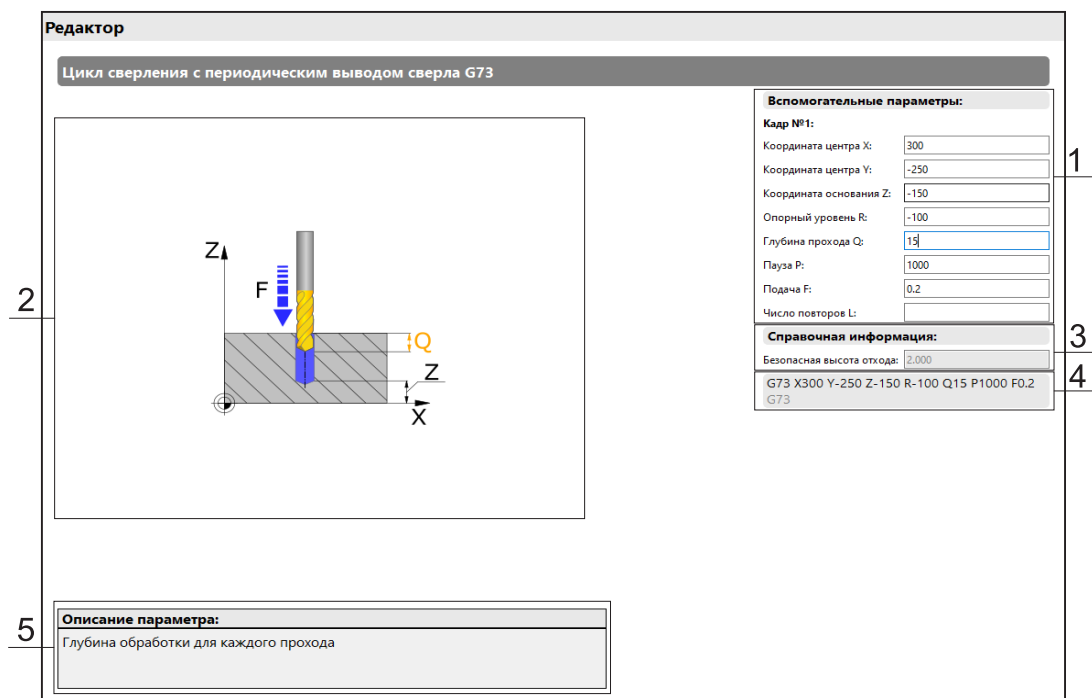 Редактор
Цикл сверления с периодическим выводом сверла G73
Вспомогательные параметры:
Кадр №1:
Координата центра X: 300
Координата центра Y: -250
Координата основания Z: -150
Опорный уровень R: -100
Глубина прохода Q: 15
Пауза P: 1000
Подача F: 0.2
Число повторов L:
1
Справочная информация:
Безопасная высота отхода: 2.000
3
G73 X300 Y-250 Z-150 R-100 Q15 P1000 F0.2
G73
4
2
Z
F
Q
Z
X
5
Описание параметра:
Глубина обработки для каждого прохода